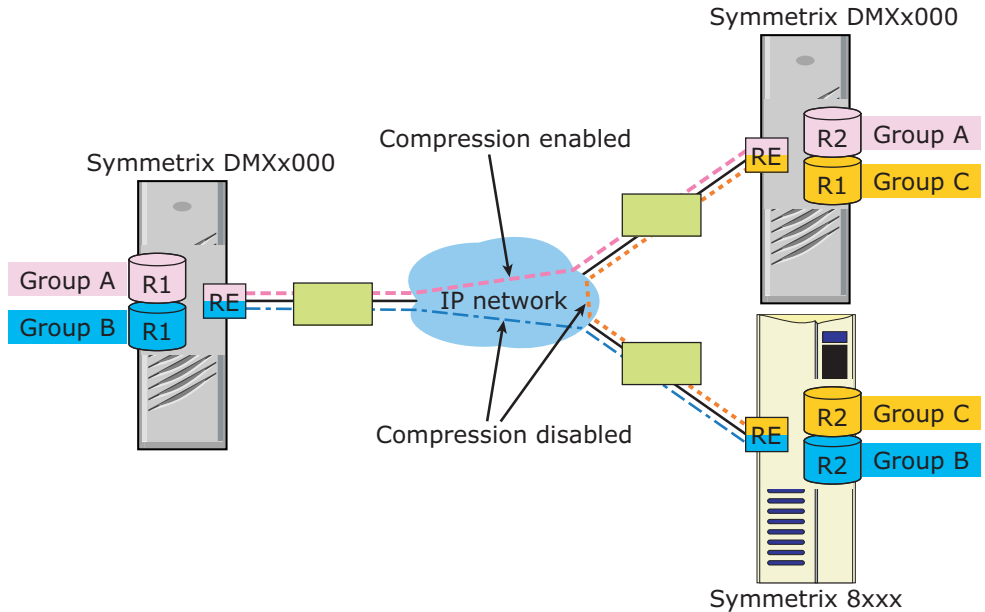 Symmetrix DMXx000
Compression enabled
R2 Group A
RE
R1 Group C
Symmetrix DMXx000
Group A R1
RE
Group B R1
IP network
Compression disabled
R2 Group C
RE
R2 Group B
Symmetrix 8xxx